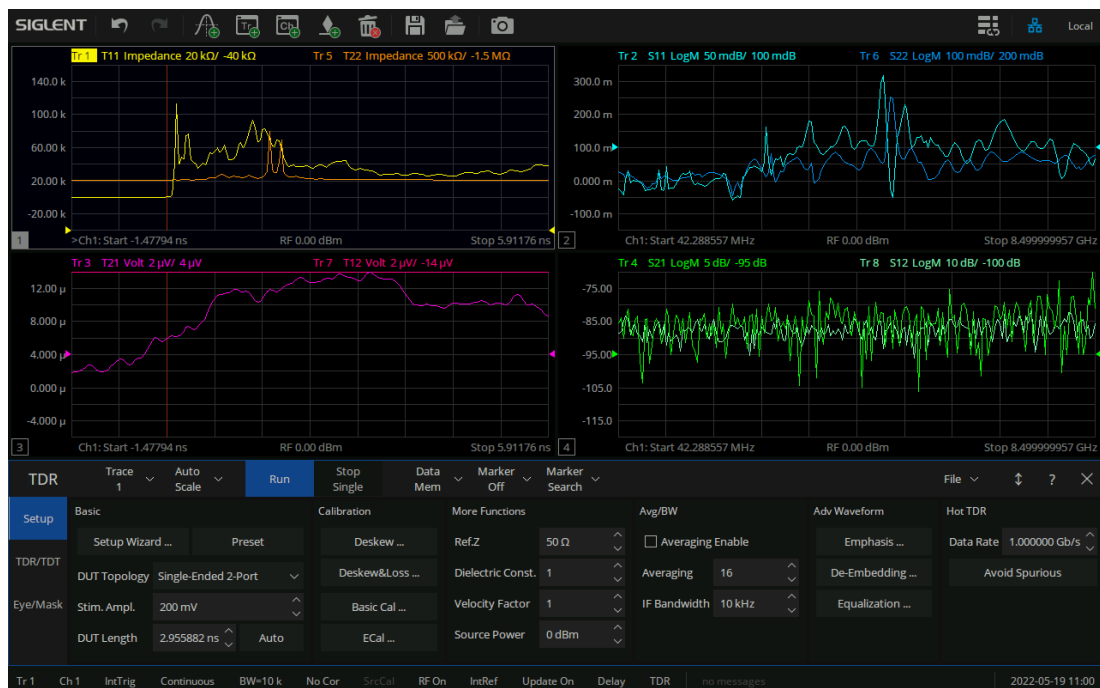 SIGLENT Tr Ch Local
Tr 1 T11 Impedance 20 kΩ/ -40 kΩ Tr 5 T22 Impedance 500 kΩ/ -1.5 MΩ
140.0 k
100.0 k
60.00 k
20.00 k
-20.00 k
1 >Ch1: Start -1.47794 ns RF 0.00 dBm Stop 5.91176 ns
Tr 2 S11 LogM 50 mdB/ 100 mdB Tr 6 S22 LogM 100 mdB/ 200 mdB
300.0 m
200.0 m
100.0 m
0.000 m
-100.0 m
2 Ch1: Start 42.288557 MHz RF 0.00 dBm Stop 8.499999957 GHz
Tr 3 T21 Volt 2 µV/ 4 µV Tr 7 T12 Volt 2 µV/ -14 µV
12.00 µ
8.000 µ
4.000 µ
0.000 µ
-4.000 µ
3 Ch1: Start -1.47794 ns RF 0.00 dBm Stop 5.91176 ns
Tr 4 S21 LogM 5 dB/ -95 dB Tr 8 S12 LogM 10 dB/ -100 dB
-75.00
-85.00
-95.00
-105.0
-115.0
4 Ch1: Start 42.288557 MHz RF 0.00 dBm Stop 8.499999957 GHz
TDR Trace 1 Auto Scale Run Stop Single Data Mem Marker Off Marker Search File ?
Setup
TDR/TDT
Eye/Mask
Basic
Setup Wizard ... Preset
DUT Topology Single-Ended 2-Port
Stim. Ampl. 200 mV
DUT Length 2.955882 ns Auto
Calibration
Deskew ...
Deskew&Loss ...
Basic Cal ...
ECal ...
More Functions
Ref.Z 50 Ω
Dielectric Const. 1
Velocity Factor 1
Source Power 0 dBm
Avg/BW
Averaging Enable
Averaging 16
IF Bandwidth 10 kHz
Adv Waveform
Emphasis ...
De-Embedding ...
Equalization ...
Hot TDR
Data Rate 1.000000 Gb/s
Avoid Spurious
Tr 1 Ch 1 IntTrig Continuous BW=10 k No Cor SrcCal RF On IntRef Update On Delay TDR no messages 2022-05-19 11:00